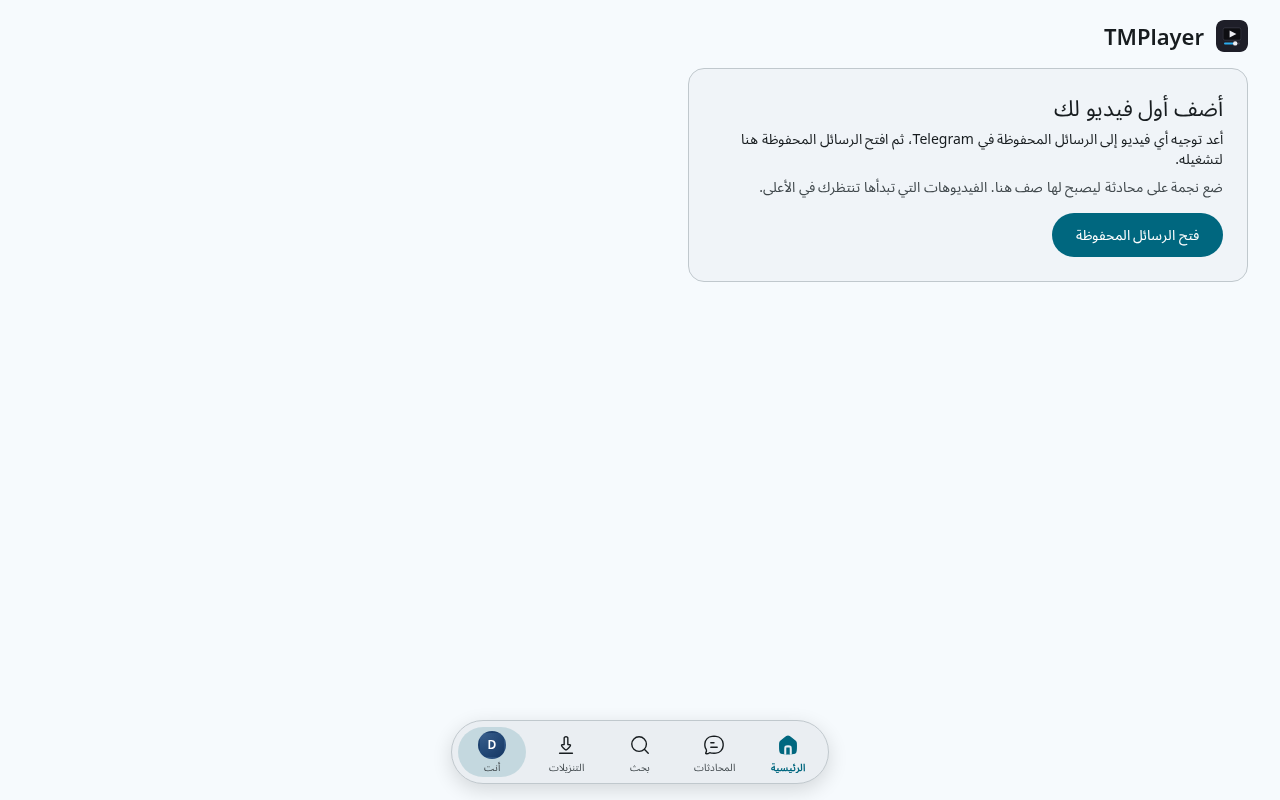 TMPlayer
أضف أول فيديو لك
أعد توجيه أي فيديو إلى الرسائل المحفوظة في Telegram، ثم افتح الرسائل المحفوظة هنا
لتشغيله.
ضع نجمة على محادثة ليصبح لها صف هنا. الفيديوهات التي تبدأها تنتظرك في الأعلى.
فتح الرسائل المحفوظة
الرئيسية
المحادثات
بحث
التنزيلات
D
أنت